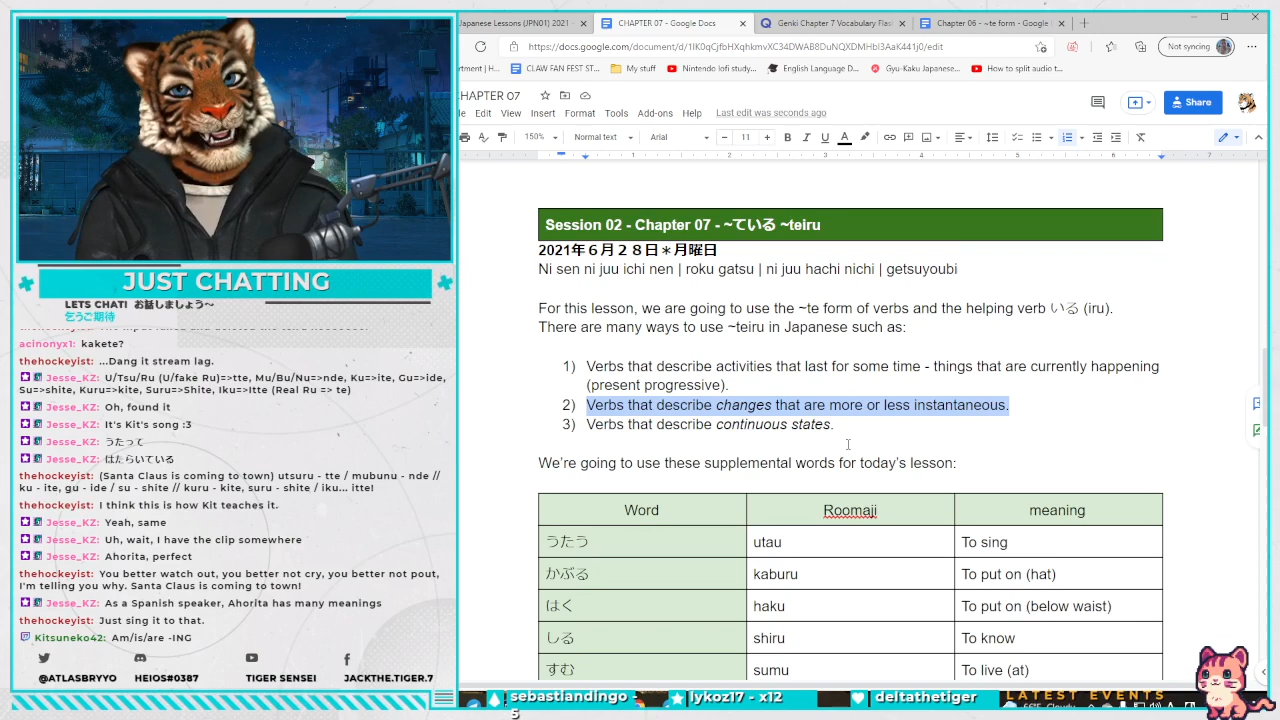 JUST CHATTING
LETS CHAT! お話しましょう〜
乞うご期待
acinonyx1: kakete?
thehockeyist: ...Dang it stream lag.
Jesse_KZ: U/Tsu/Ru (U/fake Ru)=>tte, Mu/Bu/Nu=>nde, Ku=>ite, Gu=>ide,
Su=>shite, Kuru=>kite, Suru=>Shite, Iku=>Itte (Real Ru => te)
Jesse_KZ: Oh, found it
Jesse_KZ: It's Kit's song :3
Jesse_KZ: うたって
Jesse_KZ: はたらいている
thehockeyist: (Santa Claus is coming to town) utsuru - tte / mubunu - nde //
ku - ite, gu - ide / su - shite // kuru - kite, suru - shite / iku... itte!
thehockeyist: I think this is how Kit teaches it.
Jesse_KZ: Yeah, same
Jesse_KZ: Uh, wait, I have the clip somewhere
Jesse_KZ: Ahorita, perfect
thehockeyist: You better watch out, you better not cry, you better not pout,
I'm telling you why. Santa Claus is coming to town!
Jesse_KZ: As a Spanish speaker, Ahorita has many meanings
thehockeyist: Just sing it to that.
Kitsuneko42: Am/is/are -ING
@ATLASBRYYO HEIOS#0387 TIGER SENSEI JACKTHE.TIGER.7
Japanese Lessons (JPN01) 2021 CHAPTER 07 - Google Docs Genki Chapter 7 Vocabulary Flas Chapter 06 - ~te form - Google
https://docs.google.com/document/d/1IK0qCjfbHXqhkmvXC34DWAB8DuNQXDMHbI3AaK441j0/edit Not syncing
CLAW FAN FEST ST... My stuff Nintendo lofi study... English Language D... Gyu-Kaku Japanese... How to split audio t...
CHAPTER 07
Edit View Insert Format Tools Add-ons Help Last edit was seconds ago
Share
150% Normal text Arial 11
Session 02 - Chapter 07 - ~ている ~teiru
2021年６月２８日＊月曜日
Ni sen ni juu ichi nen | roku gatsu | ni juu hachi nichi | getsuyoubi
For this lesson, we are going to use the ~te form of verbs and the helping verb いる (iru).
There are many ways to use ~teiru in Japanese such as:
1) Verbs that describe activities that last for some time - things that are currently happening
(present progressive).
2) Verbs that describe changes that are more or less instantaneous.
3) Verbs that describe continuous states.
We're going to use these supplemental words for today's lesson:
Word Roomaji meaning
うたう utau To sing
かぶる kaburu To put on (hat)
はく haku To put on (below waist)
しる shiru To know
すむ sumu To live (at)
sebastiandingo - lykoz17 - x12 deltathetiger LATEST EVENTS